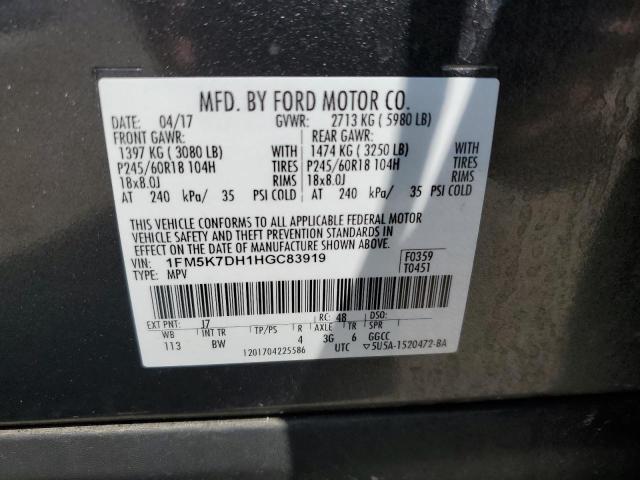 MFD. BY FORD MOTOR CO.
DATE: 04/17 GVWR: 2713 KG ( 5980 LB)
FRONT GAWR: REAR GAWR:
1397 KG ( 3080 LB) WITH 1474 KG ( 3250 LB)
P245/60R18 104H TIRES P245/60R18 104H
18x8.0J RIMS 18x8.0J
AT 240 kPa/ 35 PSI COLD AT 240 kPa/ 35 PSI COLD
THIS VEHICLE CONFORMS TO ALL APPLICABLE FEDERAL MOTOR
VEHICLE SAFETY AND THEFT PREVENTION STANDARDS IN
EFFECT ON THE DATE OF MANUFACTURE SHOWN ABOVE.
VIN: 1FM5K7DH1HGC83919 F0359
TYPE: MPV T0451
EXT PNT: J7 RC: 48 DSO:
WB INT TR TP/PS R AXLE TR SPR
113 BW 4 3G 6 GGCC
1201704225586 UTC ▽5U5A-1520472-BA